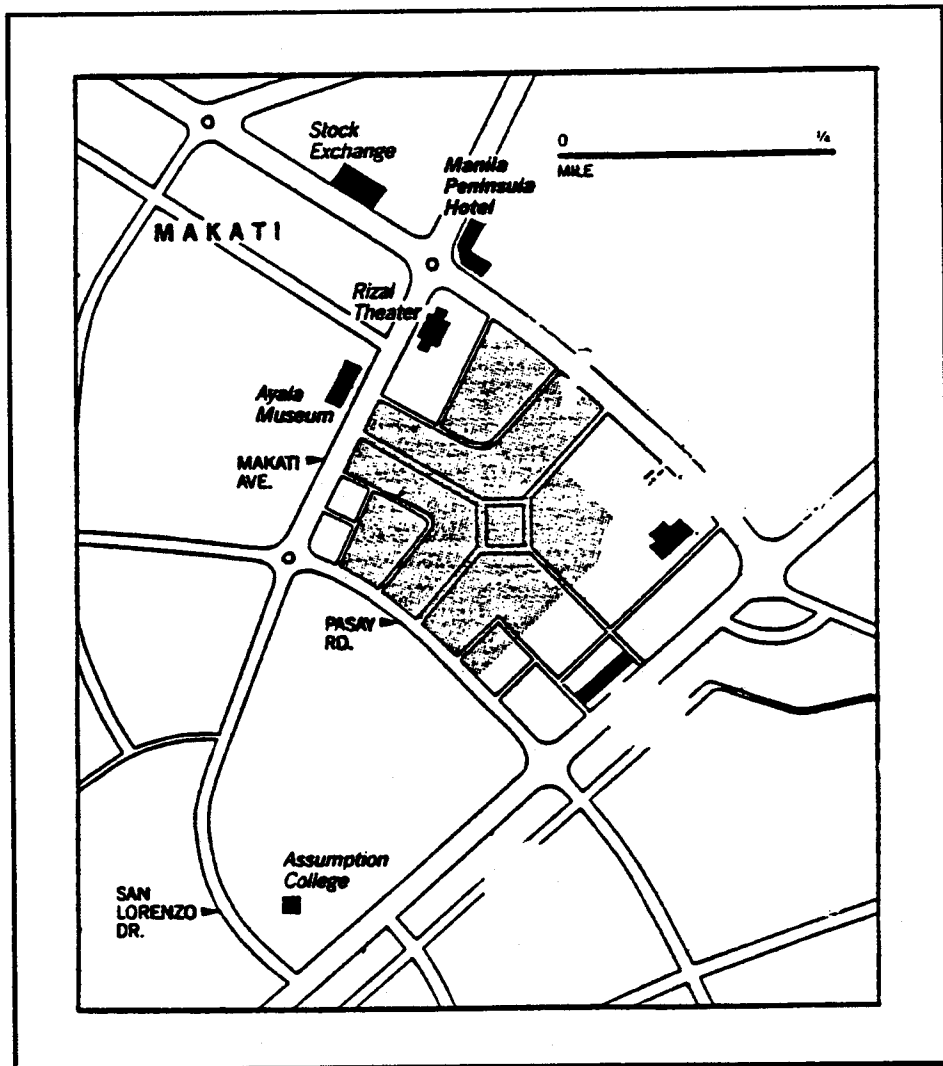 Stock
Exchange
0 ¼
MILE
Manila
Peninsula
Hotel
MAKATI
Rizal
Theater
Ayala
Museum
MAKATI
AVE.
PASAY
RD.
Assumption
College
SAN
LORENZO
DR.